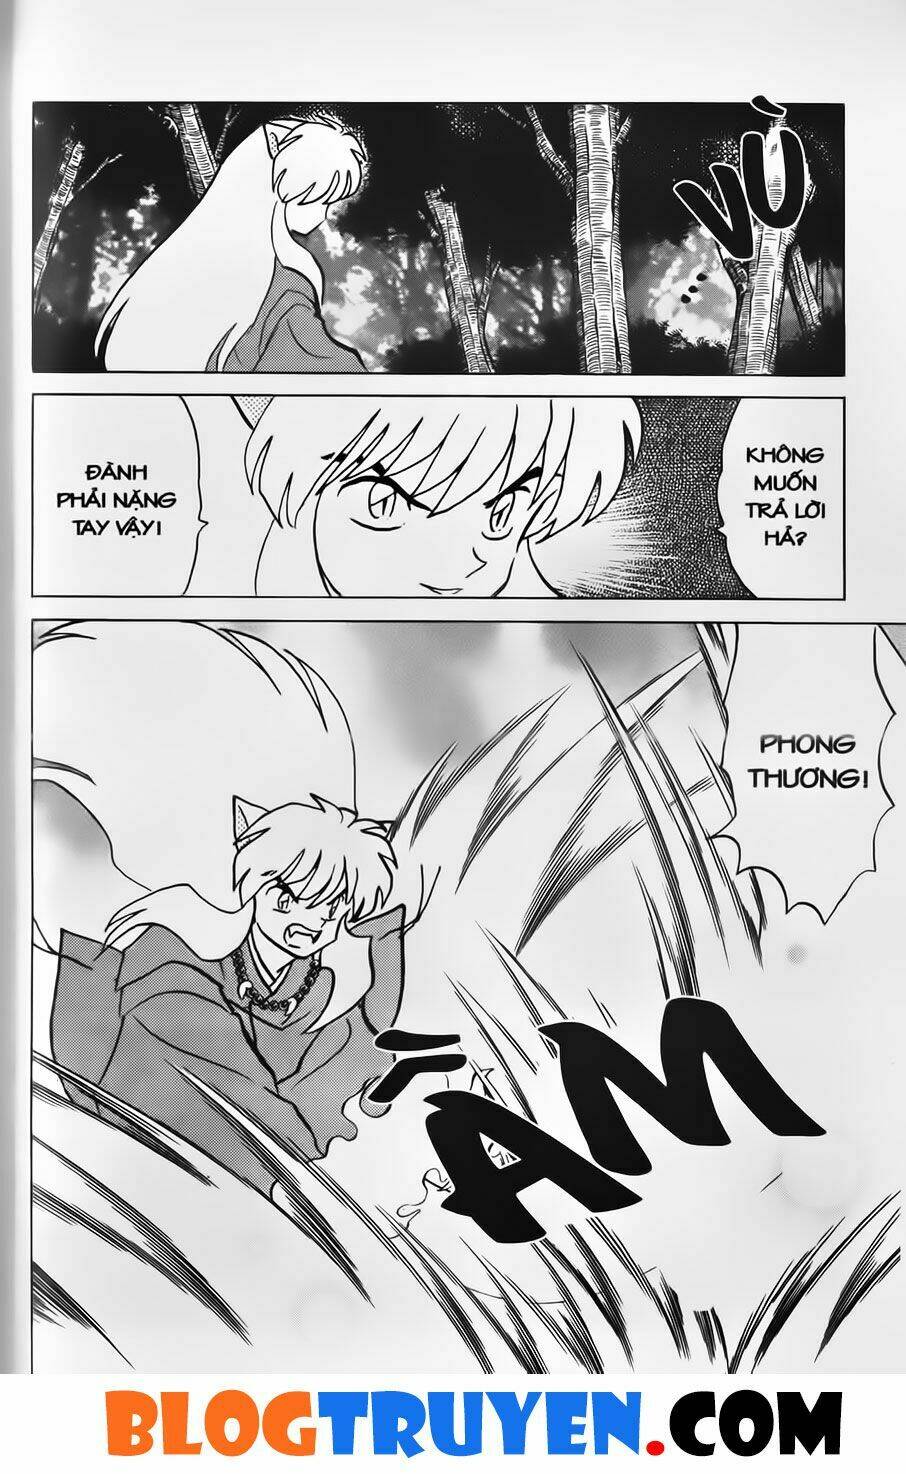 VÙ...
KHÔNG
MUỐN
TRẢ LỜI
HẢ?
ĐÀNH
PHẢI NẶNG
TAY VẬY!
PHONG
THƯƠNG!
ẦM
BLOGTRUYEN.COM